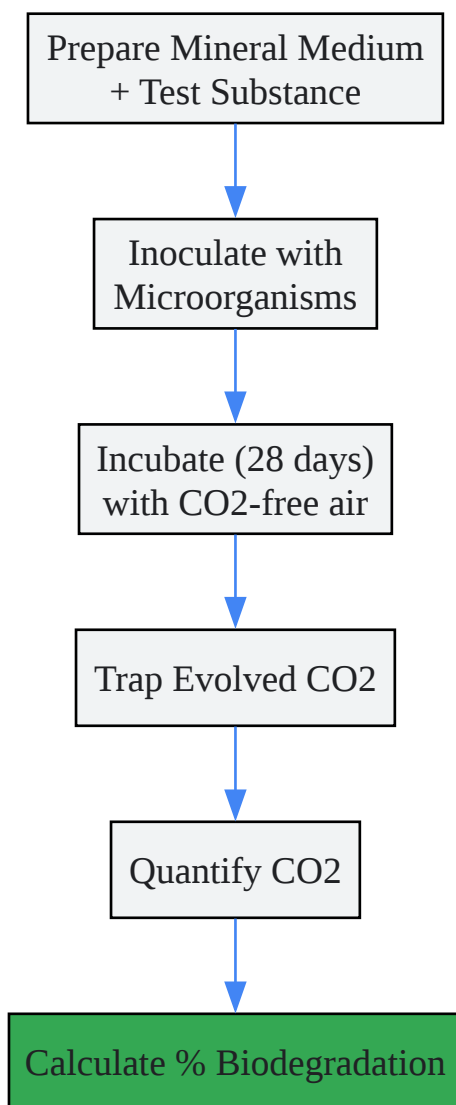 Prepare Mineral Medium
+ Test Substance
Inoculate with
Microorganisms
Incubate (28 days)
with CO2-free air
Trap Evolved CO2
Quantify CO2
Calculate % Biodegradation